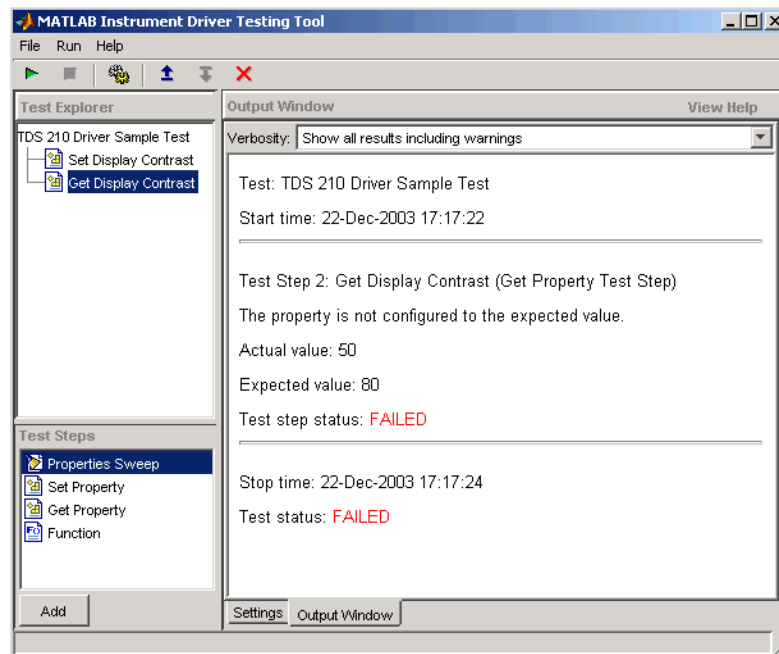 MATLAB Instrument Driver Testing Tool
File Run Help
Test Explorer
TDS 210 Driver Sample Test
Set Display Contrast
Get Display Contrast
Test Steps
Properties Sweep
Set Property
Get Property
Function
Add
Output Window View Help
Verbosity: Show all results including warnings
Test: TDS 210 Driver Sample Test
Start time: 22-Dec-2003 17:17:22
Test Step 2: Get Display Contrast (Get Property Test Step)
The property is not configured to the expected value.
Actual value: 50
Expected value: 80
Test step status: FAILED
Stop time: 22-Dec-2003 17:17:24
Test status: FAILED
Settings Output Window